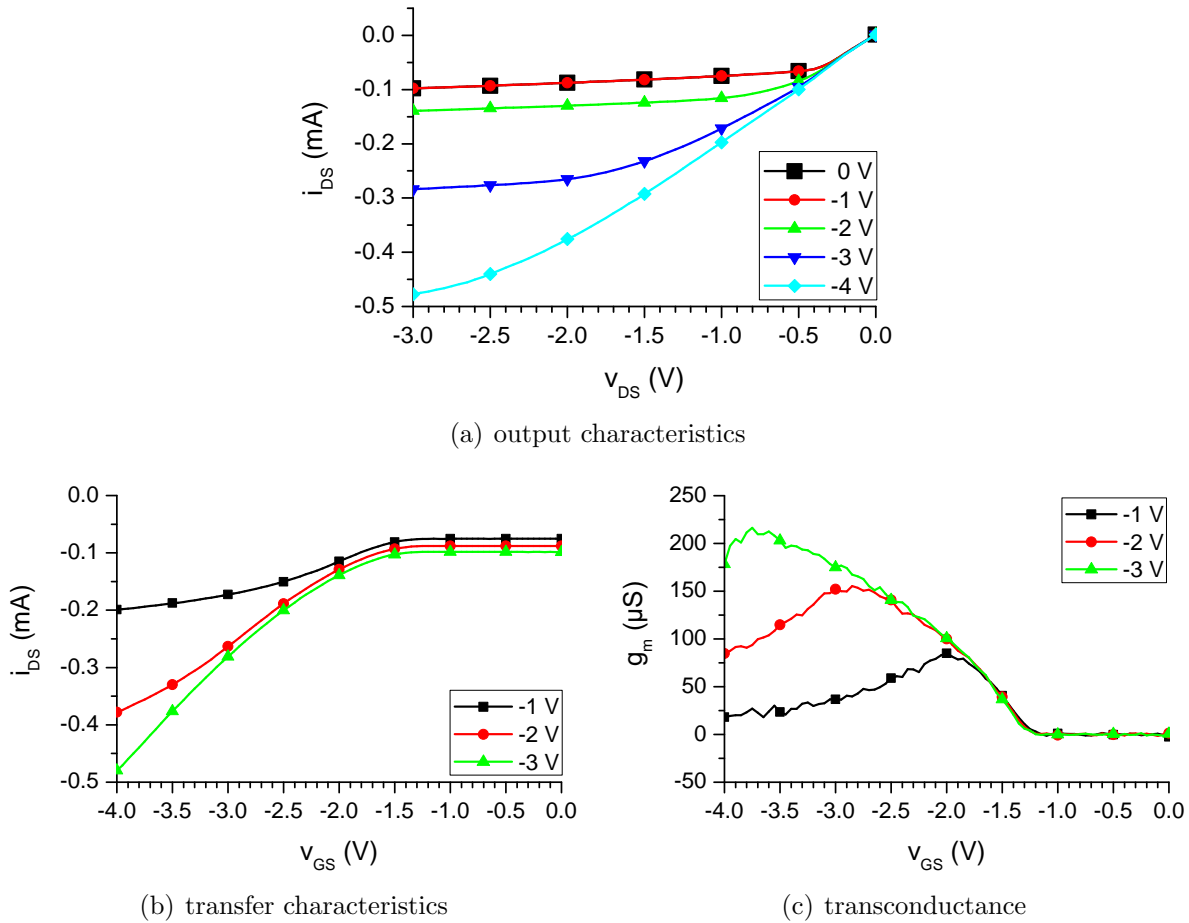 0.0
-0.1
-0.2
-0.3
-0.4
-0.5
i_DS (mA)
0 V
-1 V
-2 V
-3 V
-4 V
-3.0 -2.5 -2.0 -1.5 -1.0 -0.5 0.0
v_DS (V)
(a) output characteristics
0.0
-0.1
-0.2
-0.3
-0.4
-0.5
i_DS (mA)
-1 V
-2 V
-3 V
-4.0 -3.5 -3.0 -2.5 -2.0 -1.5 -1.0 -0.5 0.0
v_GS (V)
(b) transfer characteristics
250
200
150
100
50
0
-50
g_m (µS)
-1 V
-2 V
-3 V
-4.0 -3.5 -3.0 -2.5 -2.0 -1.5 -1.0 -0.5 0.0
v_GS (V)
(c) transconductance